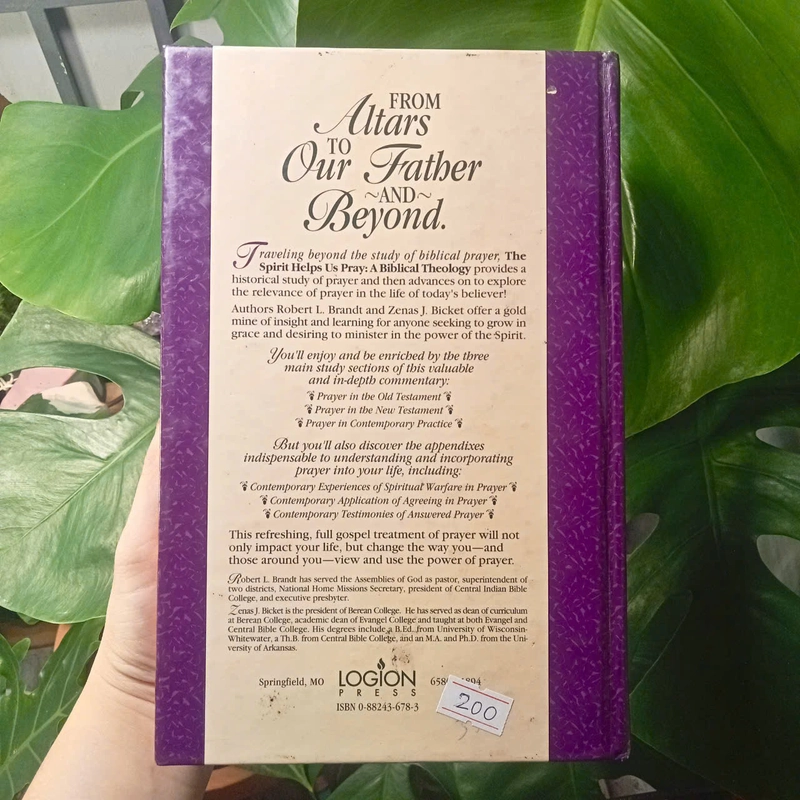 FROM
Altars
TO
Our Father
~AND~
Beyond.
Traveling beyond the study of biblical prayer, The
Spirit Helps Us Pray: A Biblical Theology provides a
historical study of prayer and then advances on to explore
the relevance of prayer in the life of today's believer!
Authors Robert L. Brandt and Zenas J. Bicket offer a gold
mine of insight and learning for anyone seeking to grow in
grace and desiring to minister in the power of the Spirit.
You'll enjoy and be enriched by the three
main study sections of this valuable
and in-depth commentary:
Prayer in the Old Testament
Prayer in the New Testament
Prayer in Contemporary Practice
But you'll also discover the appendixes
indispensable to understanding and incorporating
prayer into your life, including:
Contemporary Experiences of Spiritual Warfare in Prayer
Contemporary Application of Agreeing in Prayer
Contemporary Testimonies of Answered Prayer
This refreshing, full gospel treatment of prayer will not
only impact your life, but change the way you—and
those around you—view and use the power of prayer.
Robert L. Brandt has served the Assemblies of God as pastor, superintendent of
two districts, National Home Missions Secretary, president of Central Indian Bible
College, and executive presbyter.
Zenas J. Bicket is the president of Berean College. He has served as dean of curriculum
at Berean College, academic dean of Evangel College and taught at both Evangel and
Central Bible College. His degrees include a B.Ed. from University of Wisconsin-
Whitewater, a Th.B. from Central Bible College, and an M.A. and Ph.D. from the Uni-
versity of Arkansas.
Springfield, MO LOGION
PRESS
ISBN 0-88243-678-3
200